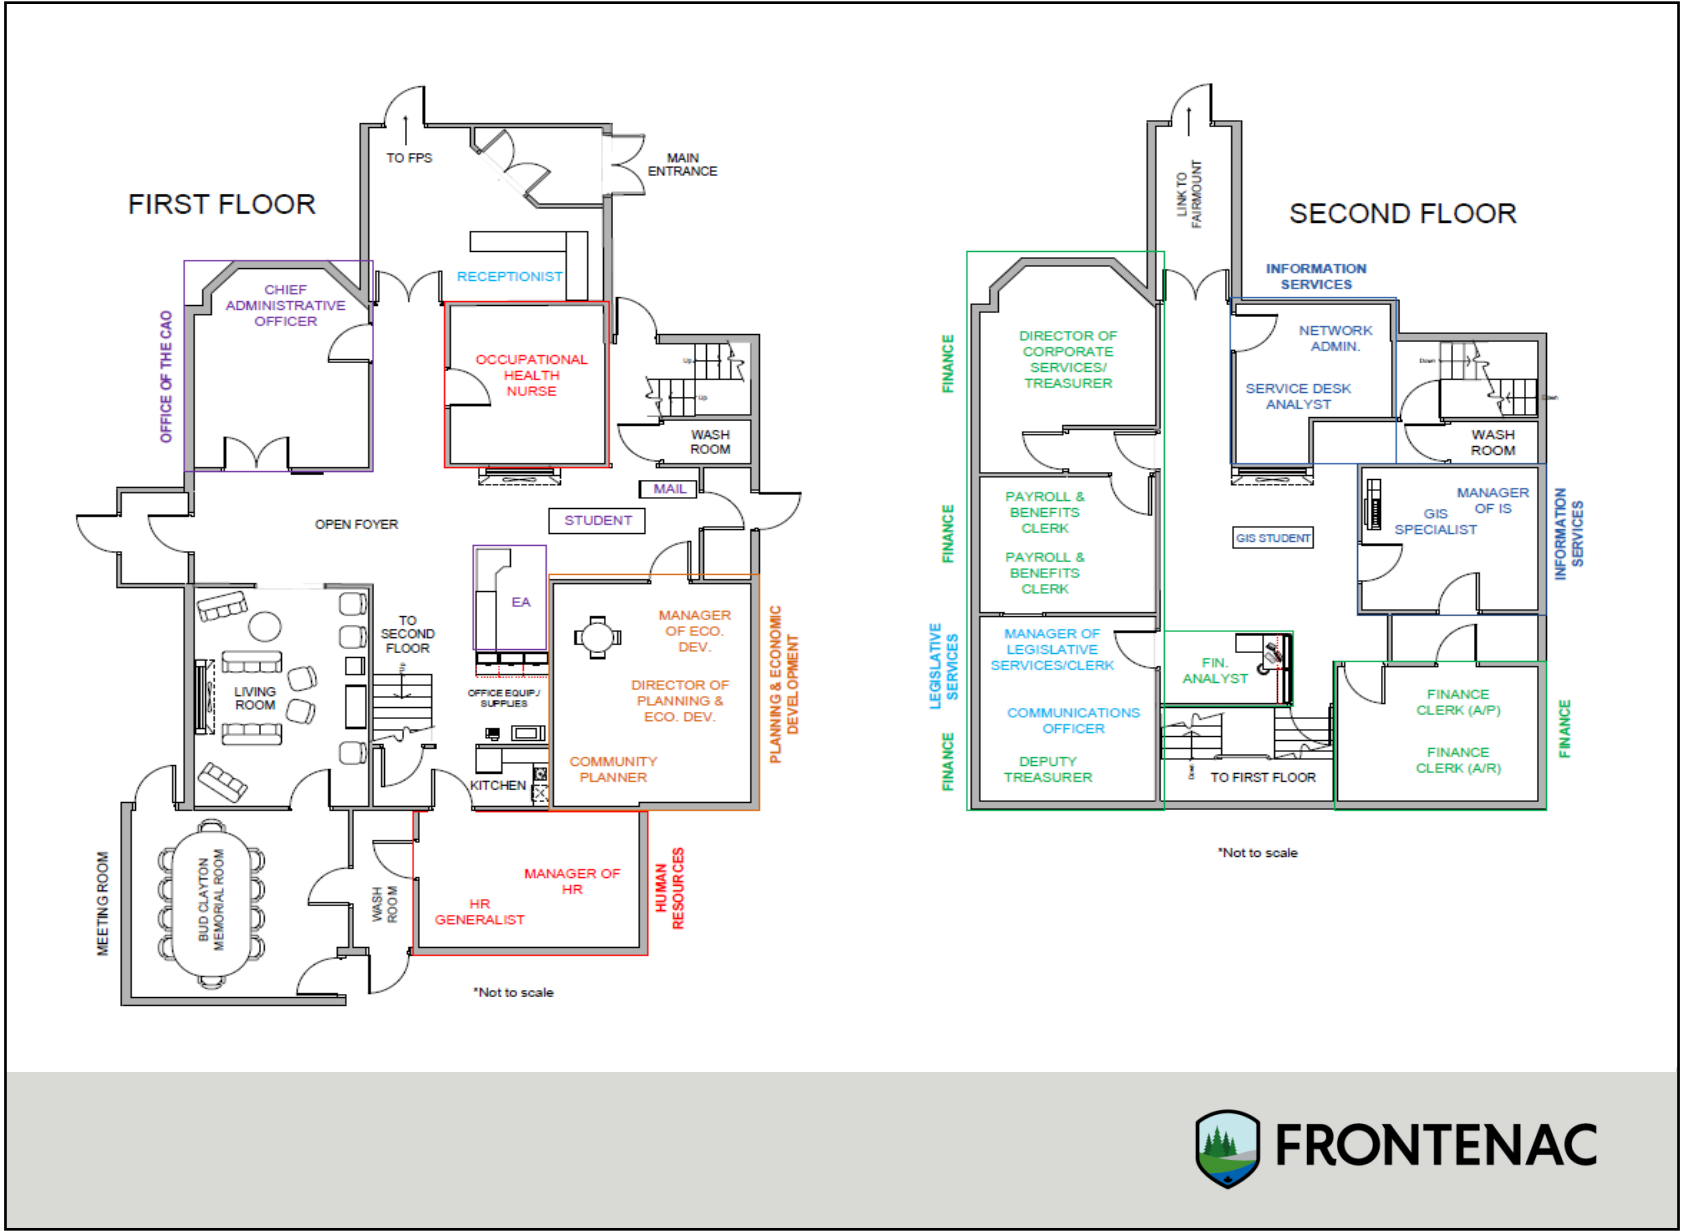 TO FPS
MAIN
ENTRANCE
FIRST FLOOR
RECEPTIONIST
CHIEF
ADMINISTRATIVE
OFFICER
OFFICE OF THE CAO
OCCUPATIONAL
HEALTH
NURSE
Up
Up
WASH
ROOM
MAIL
STUDENT
OPEN FOYER
EA
TO
SECOND
FLOOR
Up
OFFICE EQUIP./
SUPPLIES
LIVING
ROOM
KITCHEN
MANAGER
OF ECO.
DEV.
DIRECTOR OF
PLANNING &
ECO. DEV.
COMMUNITY
PLANNER
PLANNING & ECONOMIC
DEVELOPMENT
MEETING ROOM
BUD CLAYTON
MEMORIAL ROOM
WASH
ROOM
MANAGER OF
HR
HR
GENERALIST
HUMAN
RESOURCES
*Not to scale
LINK TO
FAIRMOUNT
SECOND FLOOR
INFORMATION
SERVICES
NETWORK
ADMIN.
SERVICE DESK
ANALYST
Down
Down
WASH
ROOM
FINANCE
DIRECTOR OF
CORPORATE
SERVICES/
TREASURER
FINANCE
PAYROLL &
BENEFITS
CLERK
PAYROLL &
BENEFITS
CLERK
GIS STUDENT
MANAGER
OF IS
GIS
SPECIALIST
INFORMATION
SERVICES
LEGISLATIVE
SERVICES
MANAGER OF
LEGISLATIVE
SERVICES/CLERK
COMMUNICATIONS
OFFICER
FINANCE
DEPUTY
TREASURER
FIN.
ANALYST
Down
TO FIRST FLOOR
FINANCE
CLERK (A/P)
FINANCE
CLERK (A/R)
FINANCE
*Not to scale
FRONTENAC